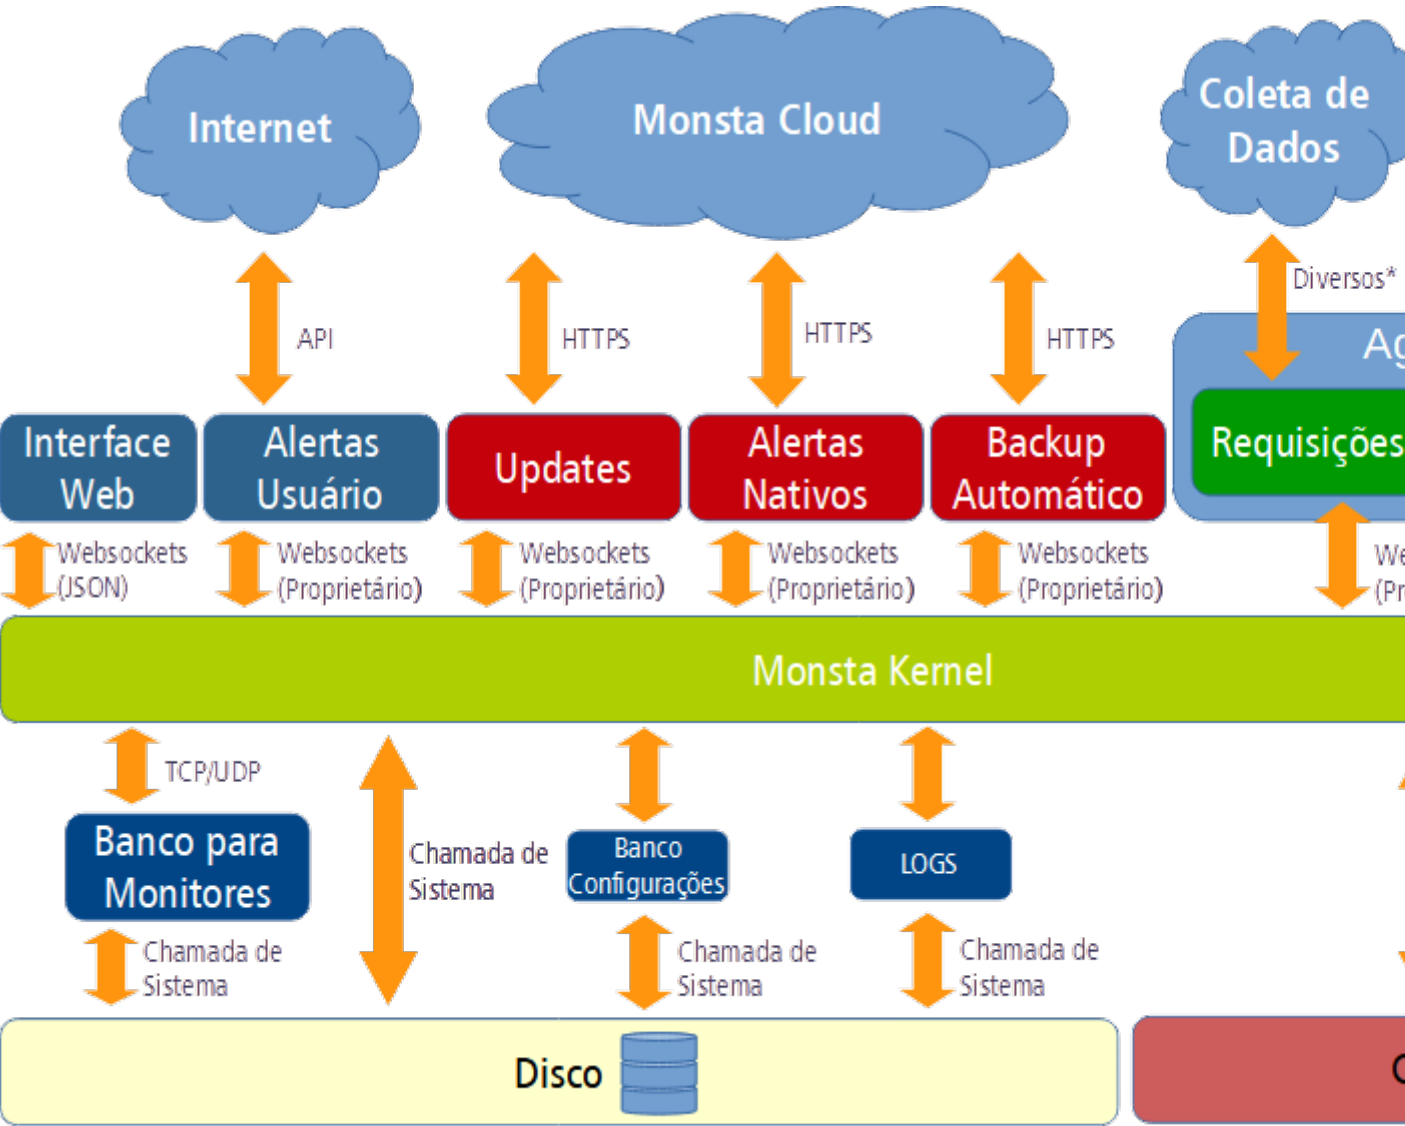 Internet
Monsta Cloud
Coleta de
Dados
API
HTTPS
HTTPS
HTTPS
Diversos*
Interface
Web
Alertas
Usuário
Updates
Alertas
Nativos
Backup
Automático
Requisições
Websockets
(JSON)
Websockets
(Proprietário)
Websockets
(Proprietário)
Websockets
(Proprietário)
Websockets
(Proprietário)
Monsta Kernel
TCP/UDP
Banco para
Monitores
Chamada de
Sistema
Banco
Configurações
LOGS
Chamada de
Sistema
Chamada de
Sistema
Chamada de
Sistema
Disco